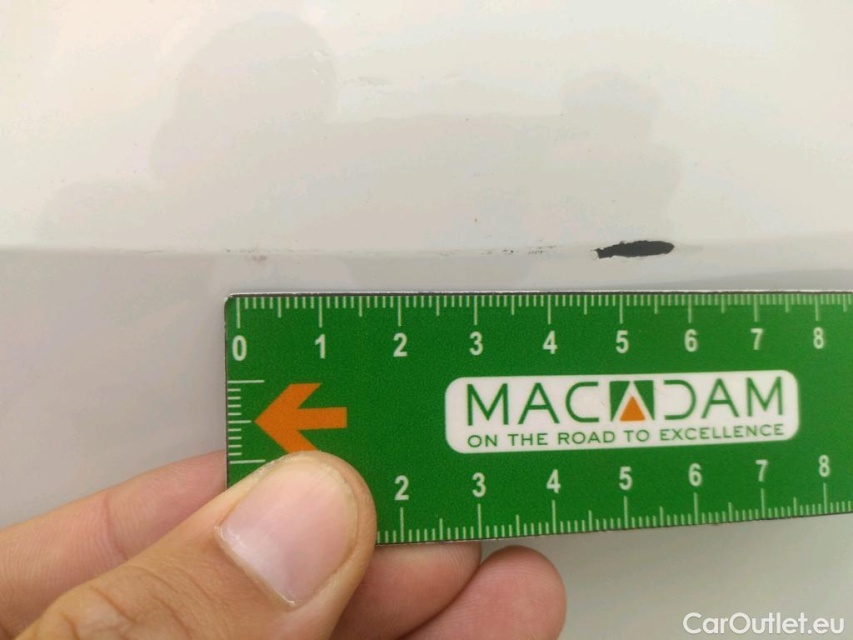 0 1 2 3 4 5 6 7 8
MACADAM
ON THE ROAD TO EXCELLENCE
2 3 4 5 6 7 8
CarOutlet.eu